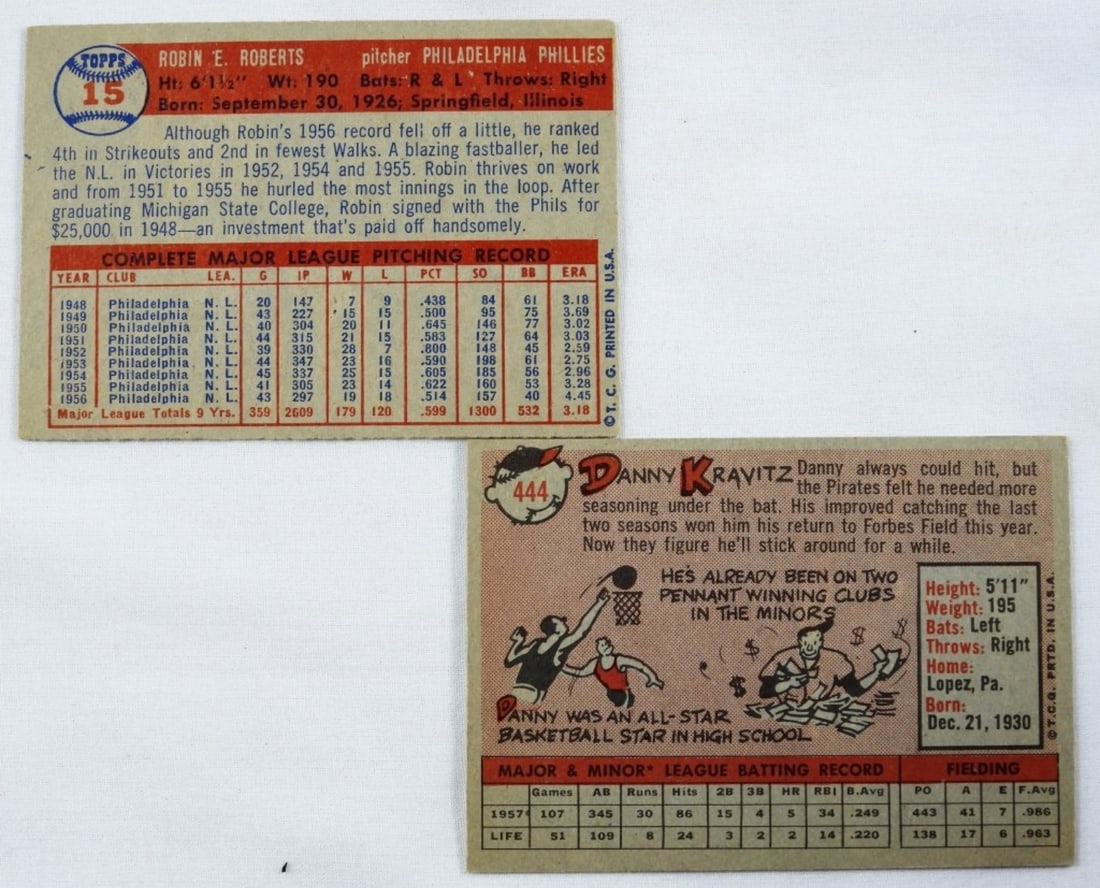 TOPPS
15
ROBIN E. ROBERTS pitcher PHILADELPHIA PHILLIES
Ht: 6'1½" Wt: 190 Bats: R & L Throws: Right
Born: September 30, 1926; Springfield, Illinois
Although Robin's 1956 record fell off a little, he ranked
4th in Strikeouts and 2nd in fewest Walks. A blazing fastballer, he led
the N.L. in Victories in 1952, 1954 and 1955. Robin thrives on work
and from 1951 to 1955 he hurled the most innings in the loop. After
graduating Michigan State College, Robin signed with the Phils for
$25,000 in 1948—an investment that's paid off handsomely.
COMPLETE MAJOR LEAGUE PITCHING RECORD
YEAR CLUB LEA. G IP W L PCT SO BB ERA
1948 Philadelphia N. L. 20 147 7 9 .438 84 61 3.18
1949 Philadelphia N. L. 43 227 15 15 .500 95 75 3.69
1950 Philadelphia N. L. 40 304 20 11 .645 146 77 3.02
1951 Philadelphia N. L. 44 315 21 15 .583 127 64 3.03
1952 Philadelphia N. L. 39 330 28 7 .800 148 45 2.59
1953 Philadelphia N. L. 44 347 23 16 .590 198 61 2.75
1954 Philadelphia N. L. 45 337 25 15 .605 185 56 2.96
1955 Philadelphia N. L. 41 305 23 14 .622 160 53 3.28
1956 Philadelphia N. L. 43 297 19 18 .514 157 40 4.45
Major League Totals 9 Yrs. 359 2609 179 120 .599 1300 532 3.18
© T. C. G. PRINTED IN U.S.A.
444
DANNY KRAVITZ Danny always could hit, but
the Pirates felt he needed more
seasoning under the bat. His improved catching the last
two seasons won him his return to Forbes Field this year.
Now they figure he'll stick around for a while.
HE'S ALREADY BEEN ON TWO
PENNANT WINNING CLUBS
IN THE MINORS
$ $ $
DANNY WAS AN ALL-STAR
BASKETBALL STAR IN HIGH SCHOOL
Height: 5'11"
Weight: 195
Bats: Left
Throws: Right
Home:
Lopez, Pa.
Born:
Dec. 21, 1930
© T.C.G. PRTD. IN U.S.A.
MAJOR & MINOR* LEAGUE BATTING RECORD FIELDING
Games AB Runs Hits 2B 3B HR RBI B.Avg PO A E F.Avg
1957* 107 345 30 86 15 4 5 34 .249 443 41 7 .986
LIFE 51 109 8 24 3 2 2 14 .220 138 17 6 .963